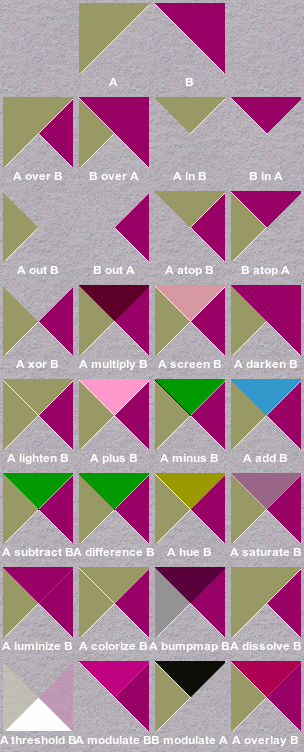 A B
A over B B over A A in B B in A
A out B B out A A atop B B atop A
A xor B A multiply B A screen B A darken B
A lighten B A plus B A minus B A add B
A subtract B A difference B A hue B A saturate B
A luminize B A colorize B A bumpmap B A dissolve B
A threshold B A modulate B B modulate A A overlay B